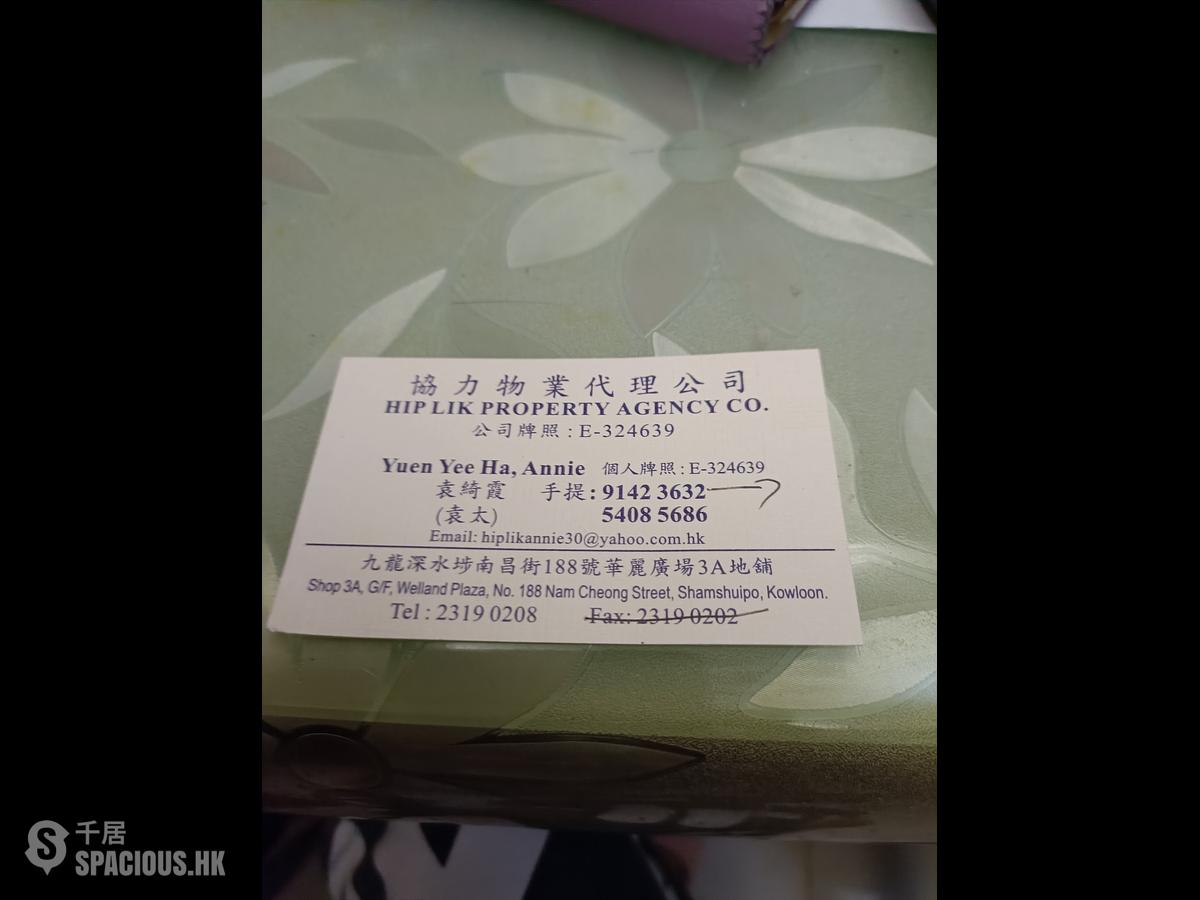 協力物業代理公司
HIP LIK PROPERTY AGENCY CO.
公司牌照 : E-324639
Yuen Yee Ha, Annie 個人牌照 : E-324639
袁綺霞 手提 : 9142 3632
(袁太) 5408 5686
Email: hiplikannie30@yahoo.com.hk
九龍深水埗南昌街188號華麗廣場3A地舖
Shop 3A, G/F, Welland Plaza, No. 188 Nam Cheong Street, Shamshuipo, Kowloon.
Tel : 2319 0208 Fax: 2319 0202
千居
SPACIOUS.HK